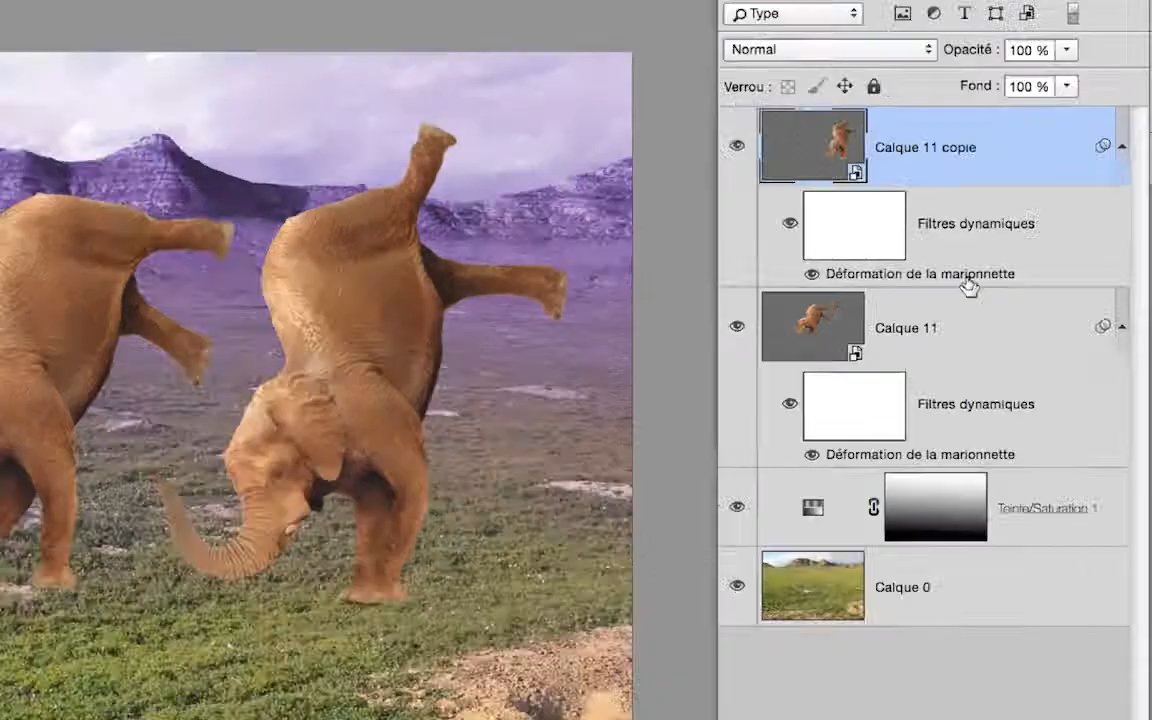 Type
Normal Opacité : 100 %
Verrou : Fond : 100 %
Calque 11 copie
Filtres dynamiques
Déformation de la marionnette
Calque 11
Filtres dynamiques
Déformation de la marionnette
Teinte/Saturation 1
Calque 0